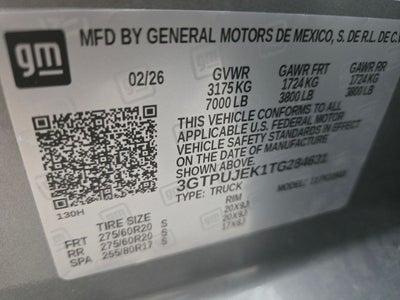 gm
MFD BY GENERAL MOTORS DE MEXICO, S. DE R.L. DE C.
02/26 GVWR GAWR FRT GAWR RR
3175 KG 1724 KG 1724 KG
7000 LB 3800 LB 3800 LB
THIS VEHICLE CONFORMS TO ALL
APPLICABLE U.S. FEDERAL MOTOR
VEHICLE SAFETY STANDARDS IN EFFECT
ON THE DATE OF MANUFACTURE
SHOWN ABOVE.
3GTPUJEK1TG284631
TYPE: TRUCK MODEL:
130H
TIRE SIZE RIM
FRT 275/60R20 S 20X9J
RR 275/60R20 S 20X9J
SPA 255/80R17 S 17X8J